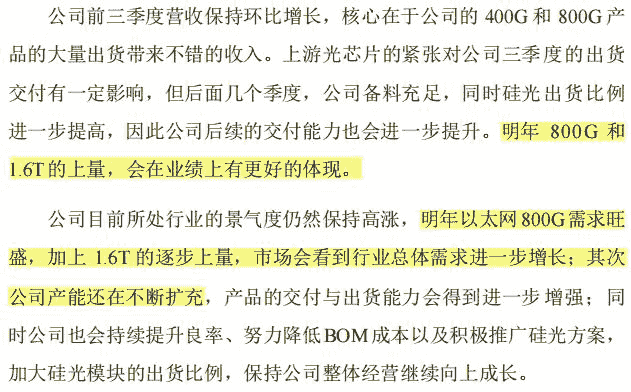 公司前三季度营收保持环比增长，核心在于公司的 400G 和 800G 产
品的大量出货带来不错的收入。上游光芯片的紧张对公司三季度的出货
交付有一定影响，但后面几个季度，公司备料充足，同时硅光出货比例
进一步提高，因此公司后续的交付能力也会进一步提升。明年 800G 和
1.6T 的上量，会在业绩上有更好的体现。
公司目前所处行业的景气度仍然保持高涨，明年以太网 800G 需求旺
盛，加上 1.6T 的逐步上量，市场会看到行业总体需求进一步增长；其次
公司产能还在不断扩充，产品的交付与出货能力会得到进一步增强；同
时公司也会持续提升良率、努力降低 BOM 成本以及积极推广硅光方案，
加大硅光模块的出货比例，保持公司整体经营继续向上成长。